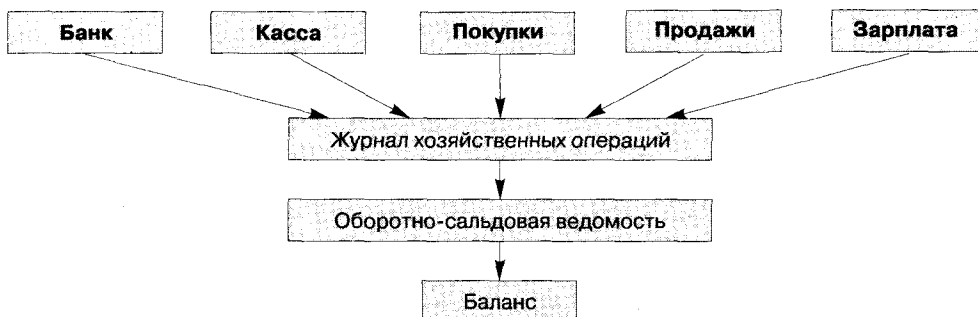 Банк
Касса
Покупки
Продажи
Зарплата
Журнал хозяйственных операций
Оборотно-сальдовая ведомость
Баланс